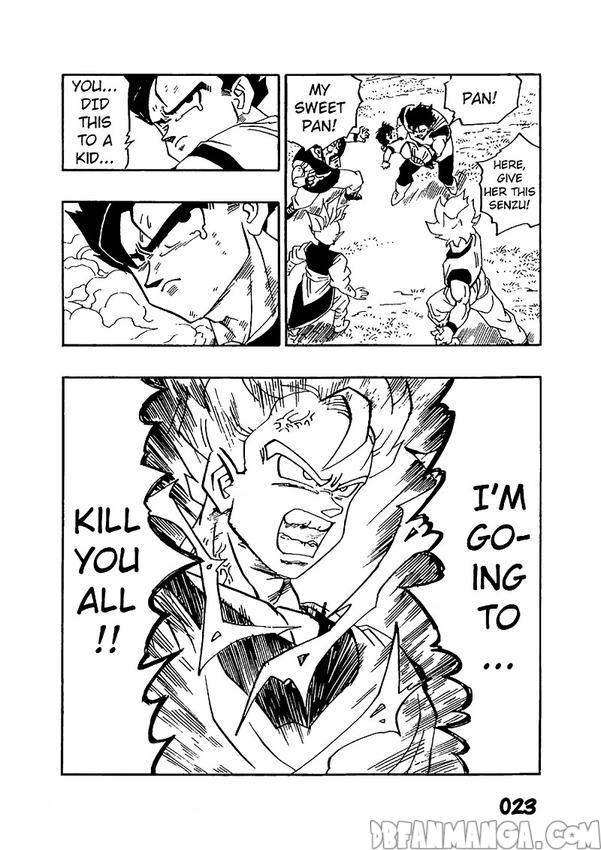 PAN!
MY
SWEET
PAN!
HERE,
GIVE
HER THIS
SENZU!
YOU...
DID
THIS
TO A
KID...
I'M
GO-
ING
TO
...
KILL
YOU
ALL
!!
023
DBFANMANGA.COM